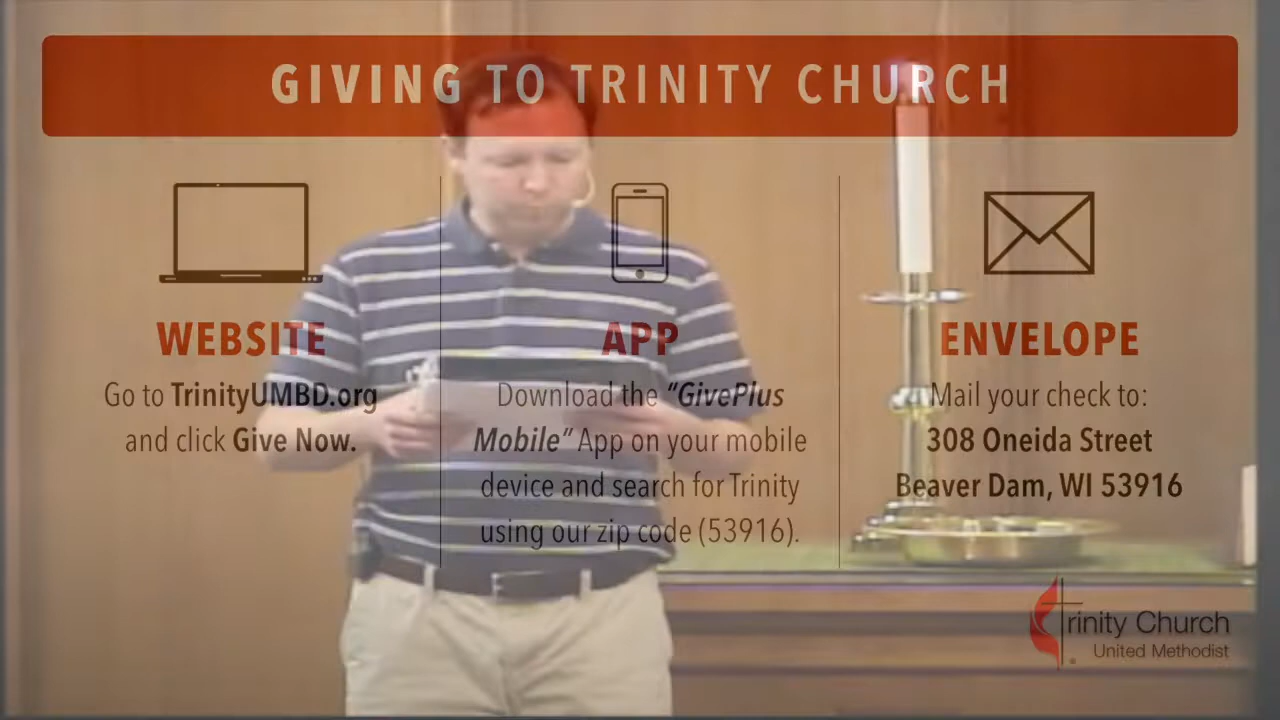 GIVING TO TRINITY CHURCH
WEBSITE
Go to TrinityUMBD.org
and click Give Now.
APP
Download the "GivePlus
Mobile" App on your mobile
device and search for Trinity
using our zip code (53916).
ENVELOPE
Mail your check to:
308 Oneida Street
Beaver Dam, WI 53916
Trinity Church
United Methodist